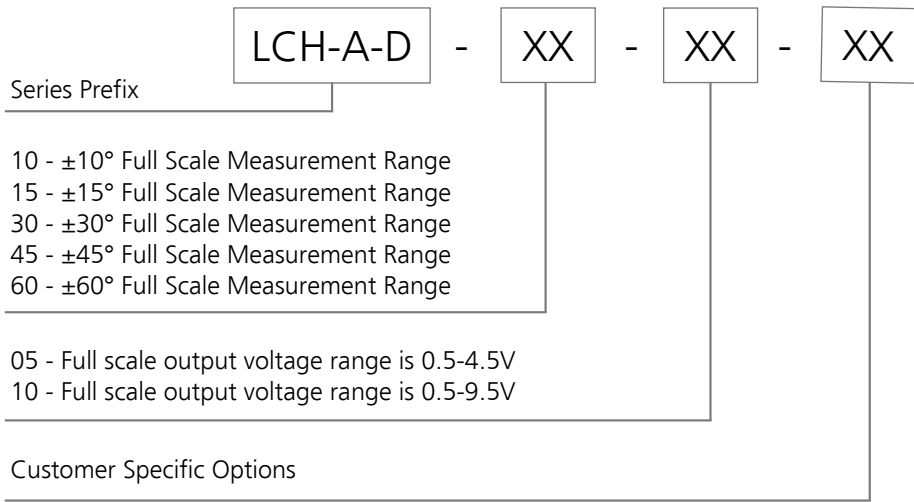 LCH-A-D - XX - XX - XX
Series Prefix
10 - ±10° Full Scale Measurement Range
15 - ±15° Full Scale Measurement Range
30 - ±30° Full Scale Measurement Range
45 - ±45° Full Scale Measurement Range
60 - ±60° Full Scale Measurement Range
05 - Full scale output voltage range is 0.5-4.5V
10 - Full scale output voltage range is 0.5-9.5V
Customer Specific Options